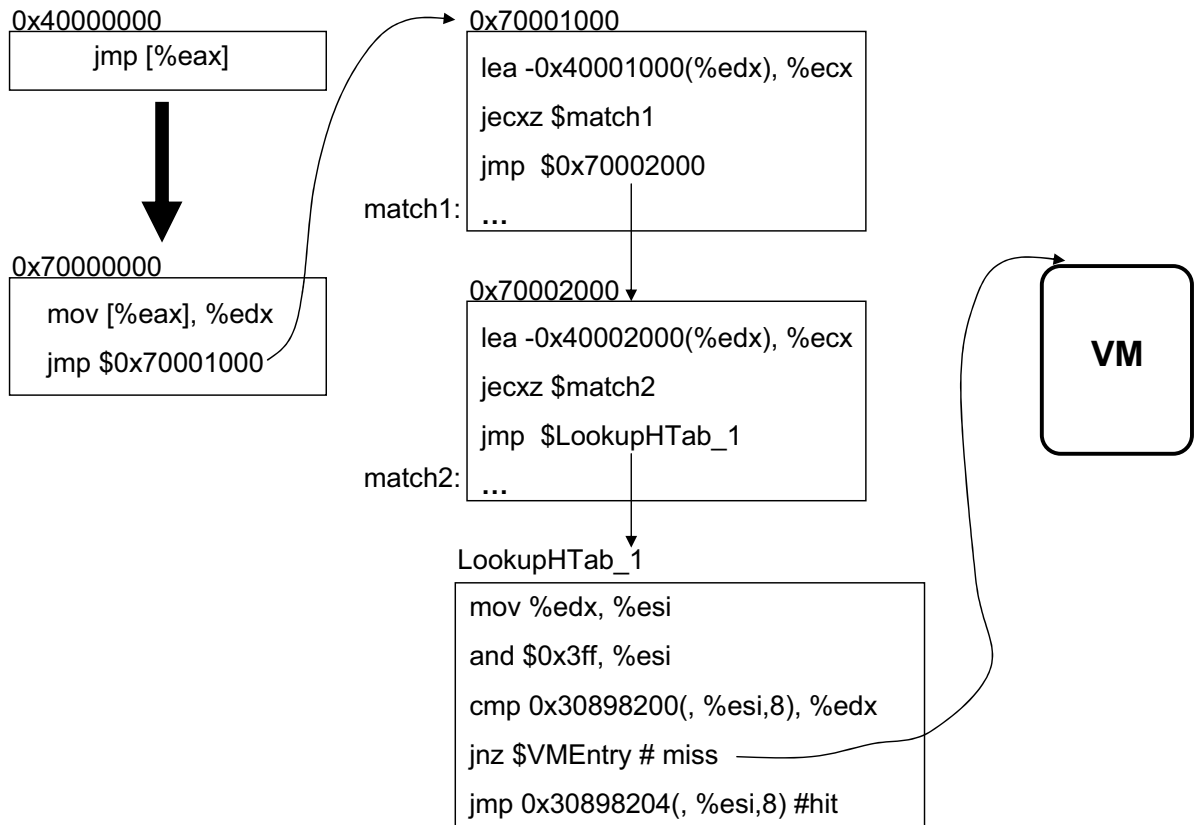 0x40000000
jmp [%eax]
0x70000000
mov [%eax], %edx
jmp $0x70001000
0x70001000
lea -0x40001000(%edx), %ecx
jecxz $match1
jmp $0x70002000
match1:
...
0x70002000
lea -0x40002000(%edx), %ecx
jecxz $match2
jmp $LookupHTab_1
match2:
...
LookupHTab_1
mov %edx, %esi
and $0x3ff, %esi
cmp 0x30898200(, %esi,8), %edx
jnz $VMEntry # miss
jmp 0x30898204(, %esi,8) #hit
VM